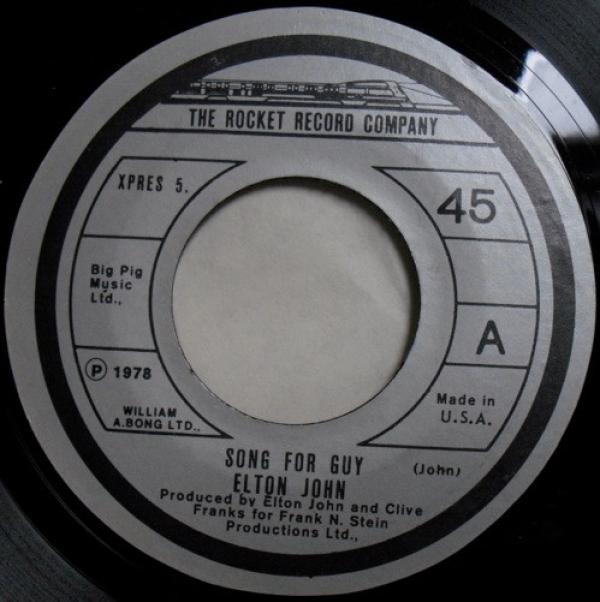 THE ROCKET RECORD COMPANY
XPRES 5.
45
Big Pig
Music
Ltd.,
A
Ⓟ 1978
Made in
U.S.A.
WILLIAM
A.BONG LTD..
SONG FOR GUY
(John)
ELTON JOHN
Produced by Elton John and Clive
Franks for Frank N. Stein
Productions Ltd.,